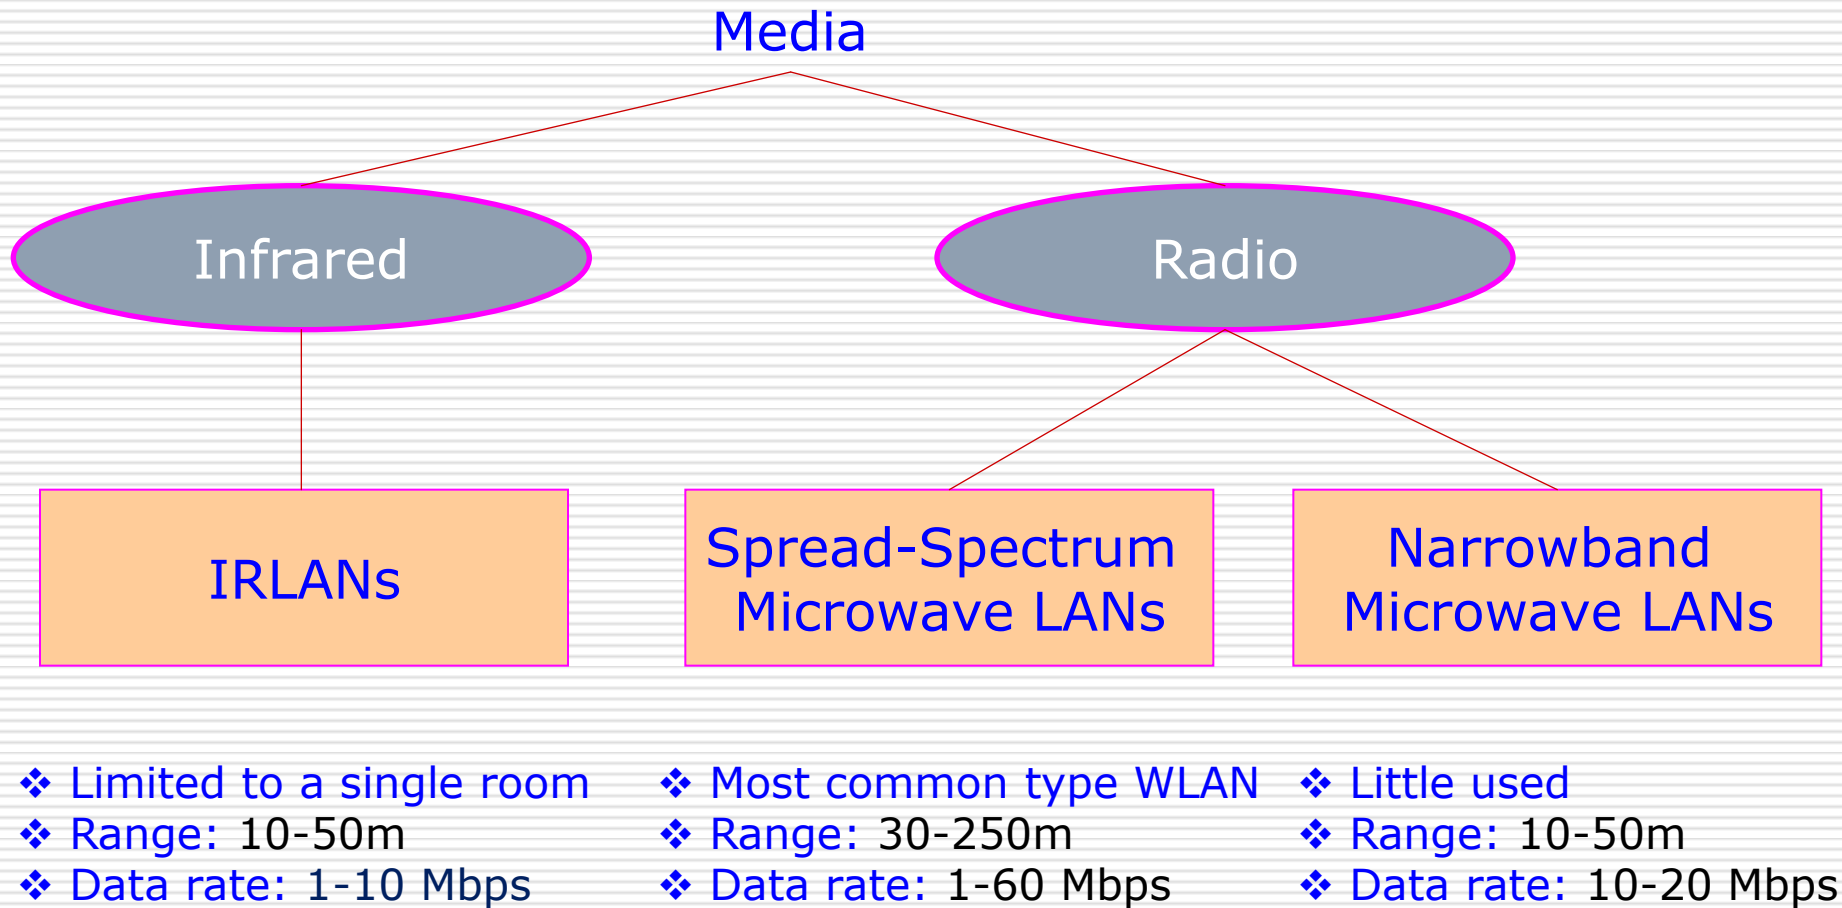 Media
Infrared
Radio
IRLANs
Spread-Spectrum
Microwave LANs
Narrowband
Microwave LANs
❖ Limited to a single room
❖ Range: 10-50m
❖ Data rate: 1-10 Mbps
❖ Most common type WLAN
❖ Range: 30-250m
❖ Data rate: 1-60 Mbps
❖ Little used
❖ Range: 10-50m
❖ Data rate: 10-20 Mbps